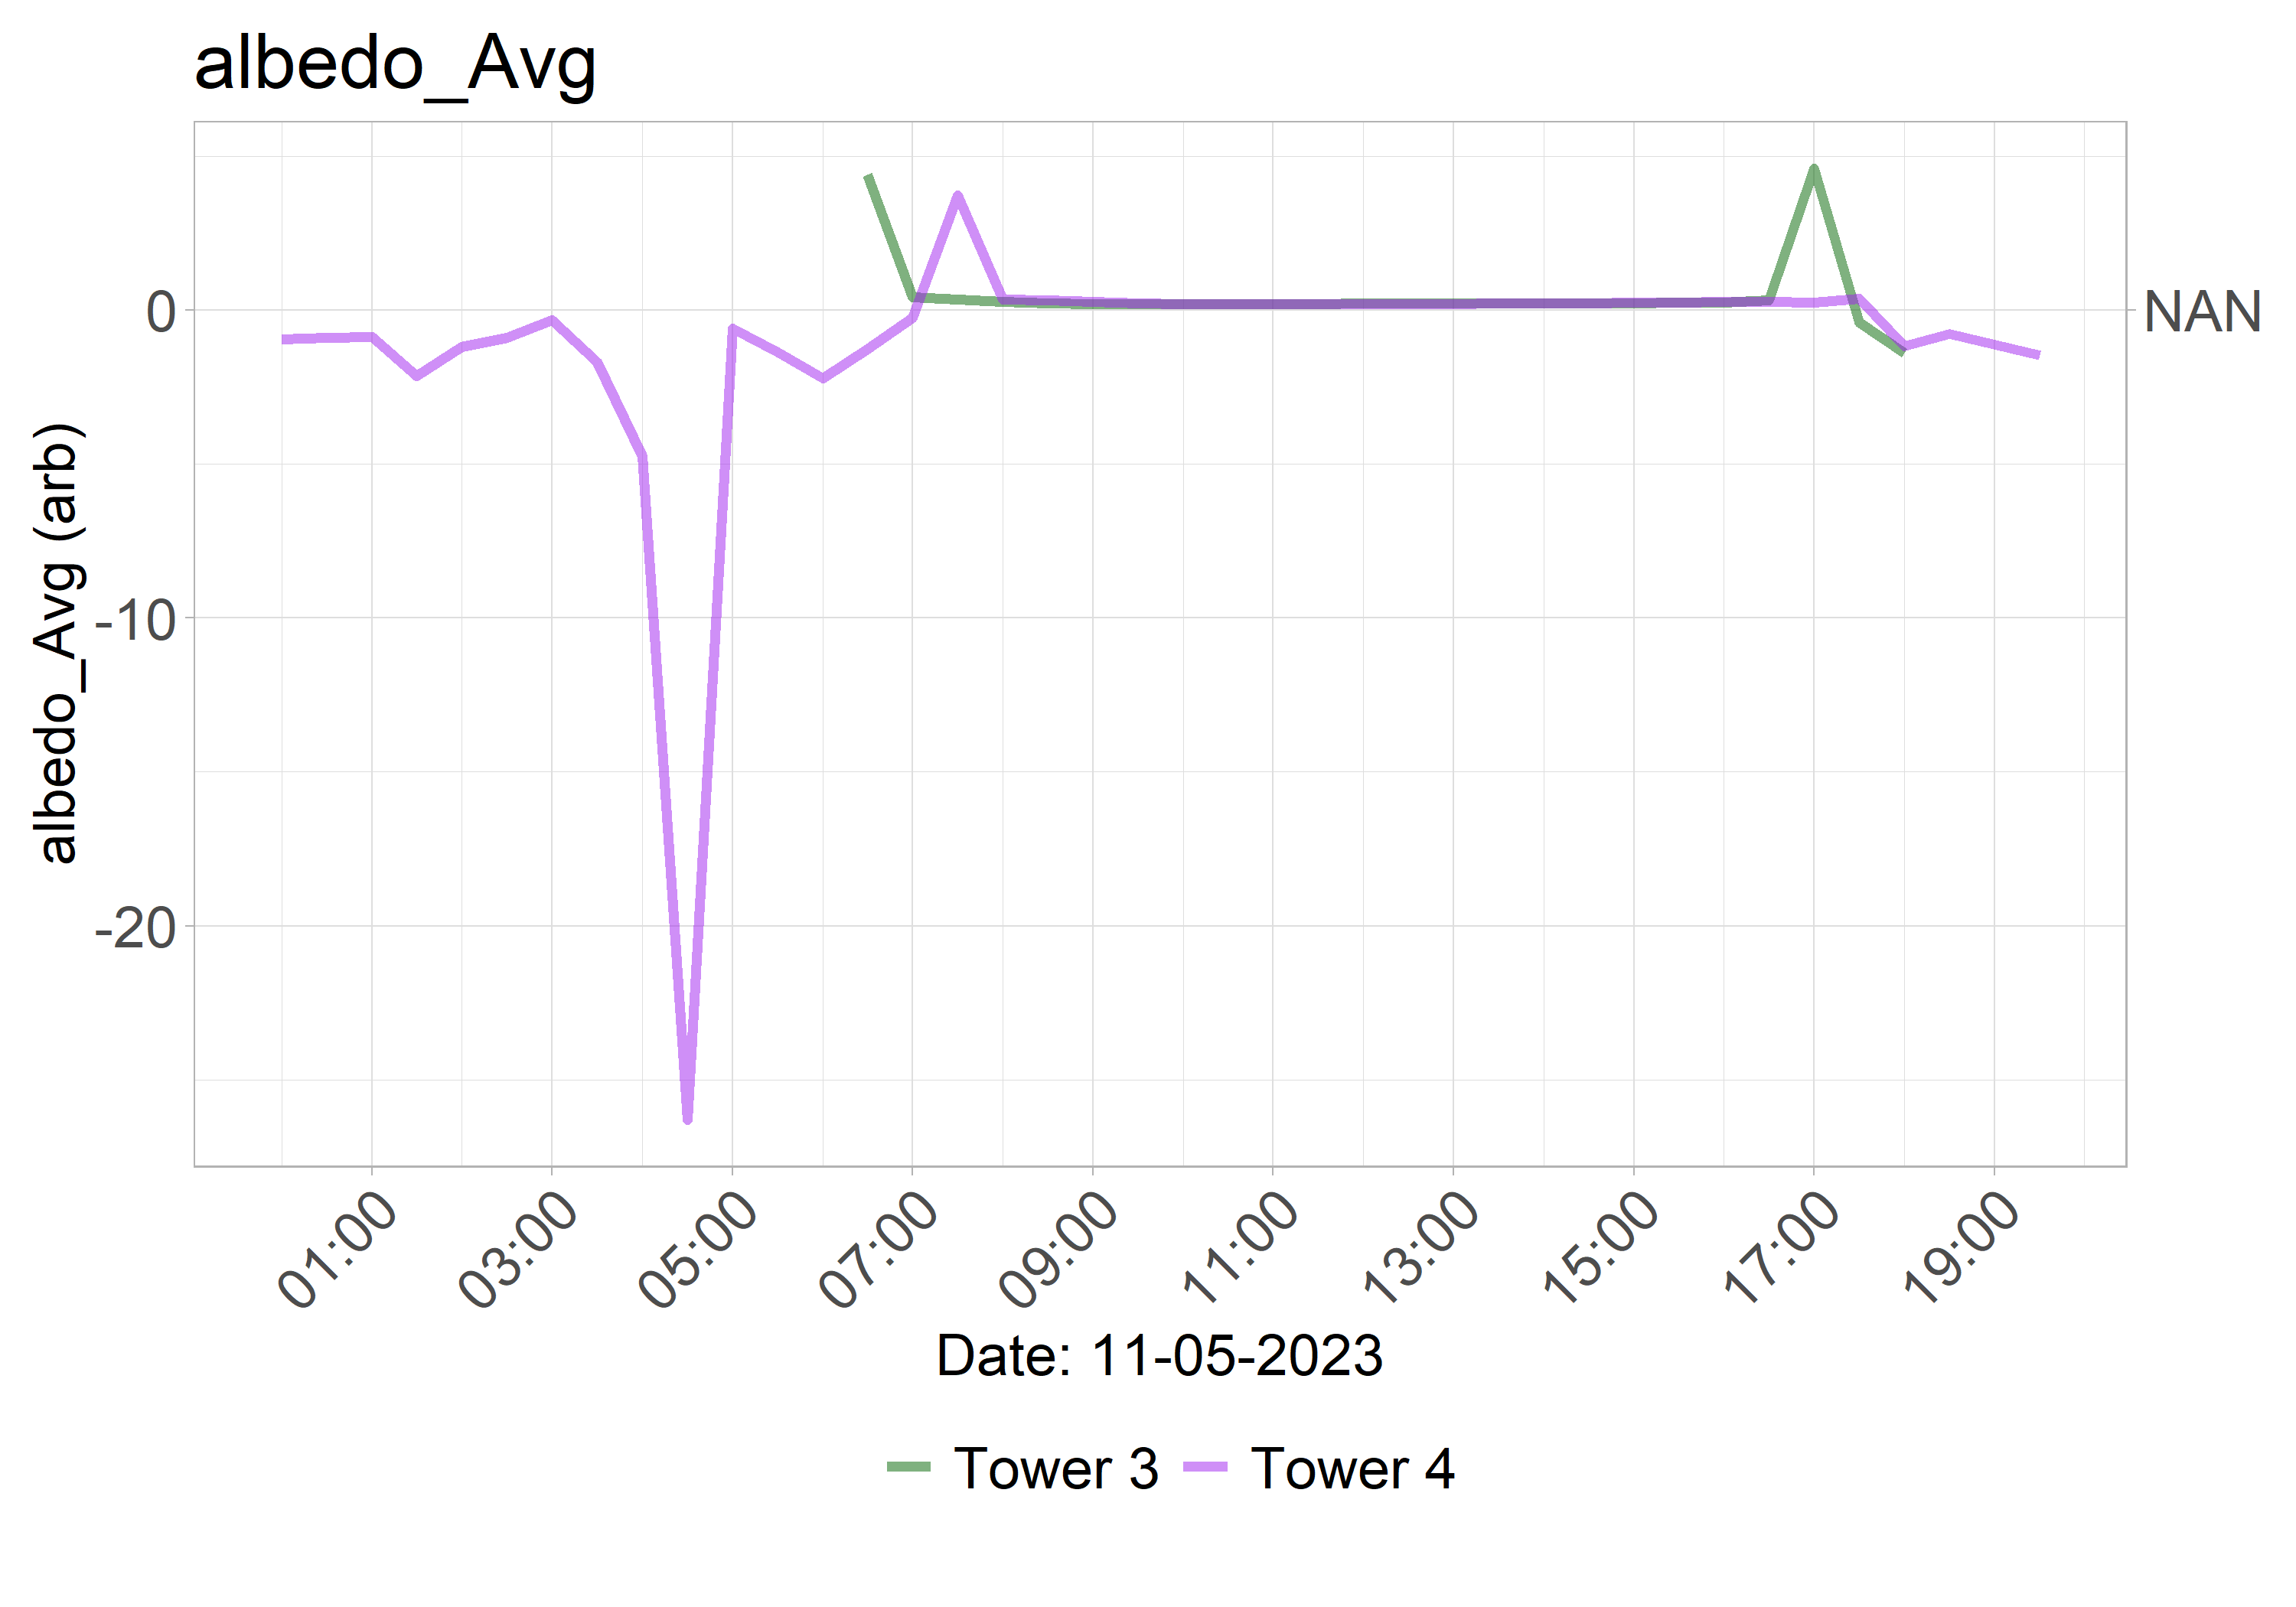 albedo_Avg
albedo_Avg (arb)
0
-10
-20
NAN
01:00
03:00
05:00
07:00
09:00
11:00
13:00
15:00
17:00
19:00
Date: 11-05-2023
Tower 3
Tower 4